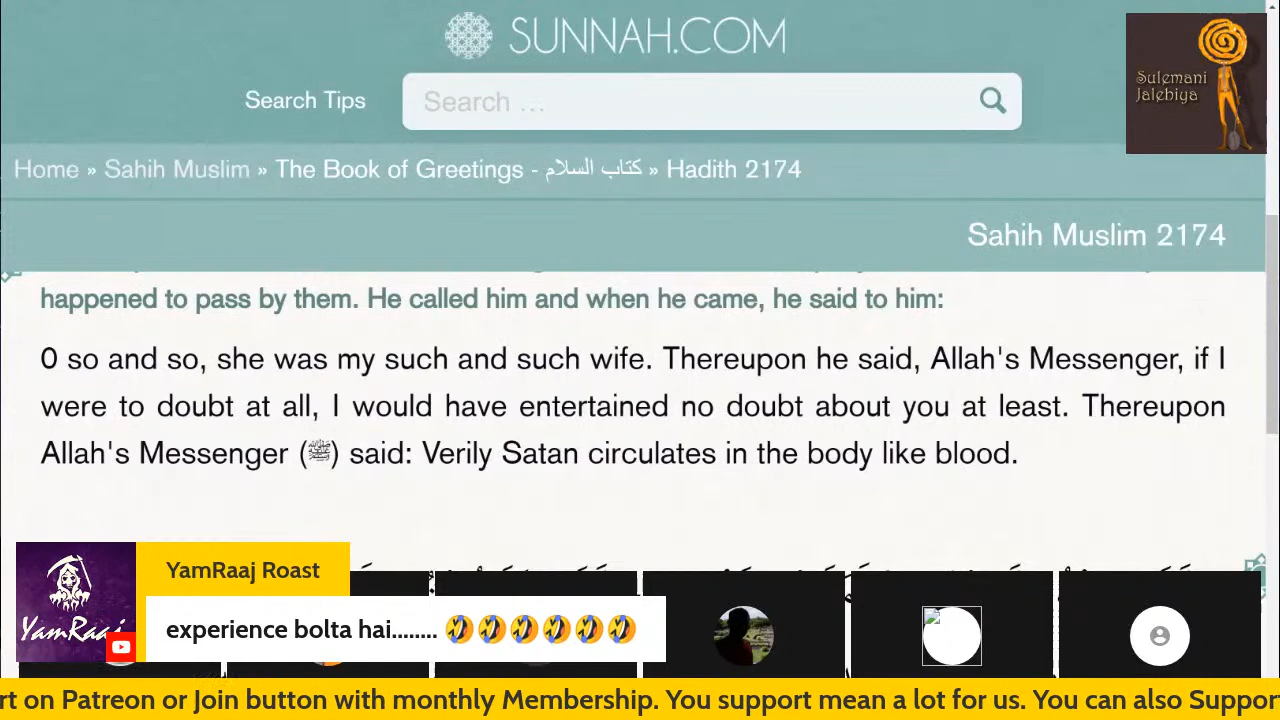 SUNNAH.COM
Sulemani
Jalebiya
Search Tips
Search ...
Home » Sahih Muslim » The Book of Greetings - كتاب السلام » Hadith 2174
Sahih Muslim 2174
happened to pass by them. He called him and when he came, he said to him:
0 so and so, she was my such and such wife. Thereupon he said, Allah's Messenger, if I
were to doubt at all, I would have entertained no doubt about you at least. Thereupon
Allah's Messenger (ﷺ) said: Verily Satan circulates in the body like blood.
YamRaaj Roast
YamRaaj
experience bolta hai........ 🤣🤣🤣🤣🤣🤣
rt on Patreon or Join button with monthly Membership. You support mean a lot for us. You can also Suppor